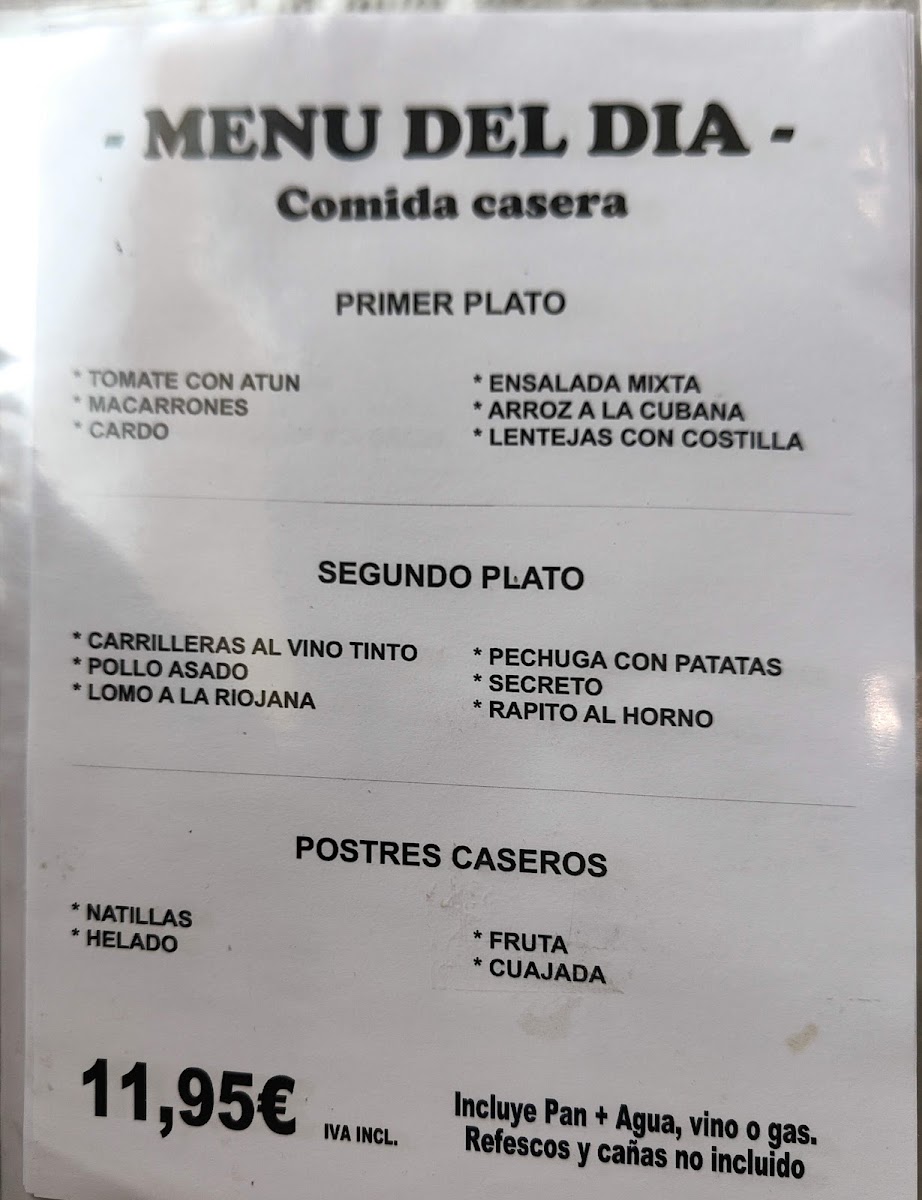 - MENU DEL DIA -
Comida casera
PRIMER PLATO
* TOMATE CON ATUN
* MACARRONES
* CARDO
* ENSALADA MIXTA
* ARROZ A LA CUBANA
* LENTEJAS CON COSTILLA
SEGUNDO PLATO
* CARRILLERAS AL VINO TINTO
* POLLO ASADO
* LOMO A LA RIOJANA
* PECHUGA CON PATATAS
* SECRETO
* RAPITO AL HORNO
POSTRES CASEROS
* NATILLAS
* HELADO
* FRUTA
* CUAJADA
11,95€ IVA INCL.
Incluye Pan + Agua, vino o gas.
Refescos y cañas no incluido